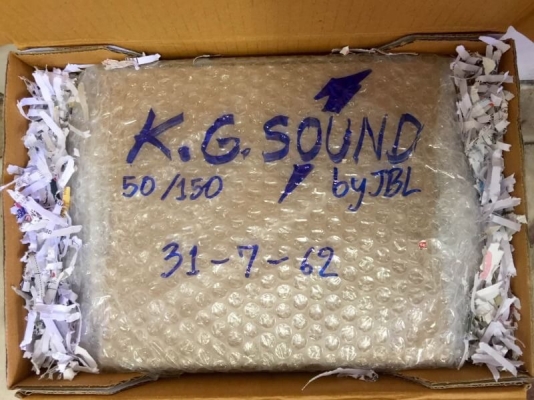 K.G. SOUND
50/150 by JBL
31-7-62